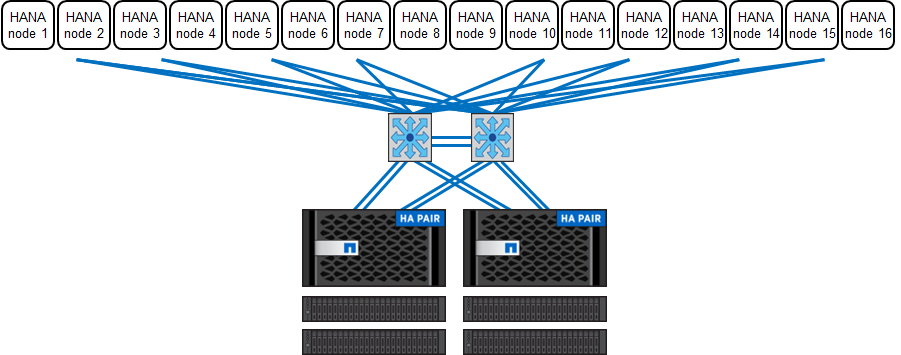 HANA
node 1
HANA
node 2
HANA
node 3
HANA
node 4
HANA
node 5
HANA
node 6
HANA
node 7
HANA
node 8
HANA
node 9
HANA
node 10
HANA
node 11
HANA
node 12
HANA
node 13
HANA
node 14
HANA
node 15
HANA
node 16
HA PAIR
HA PAIR